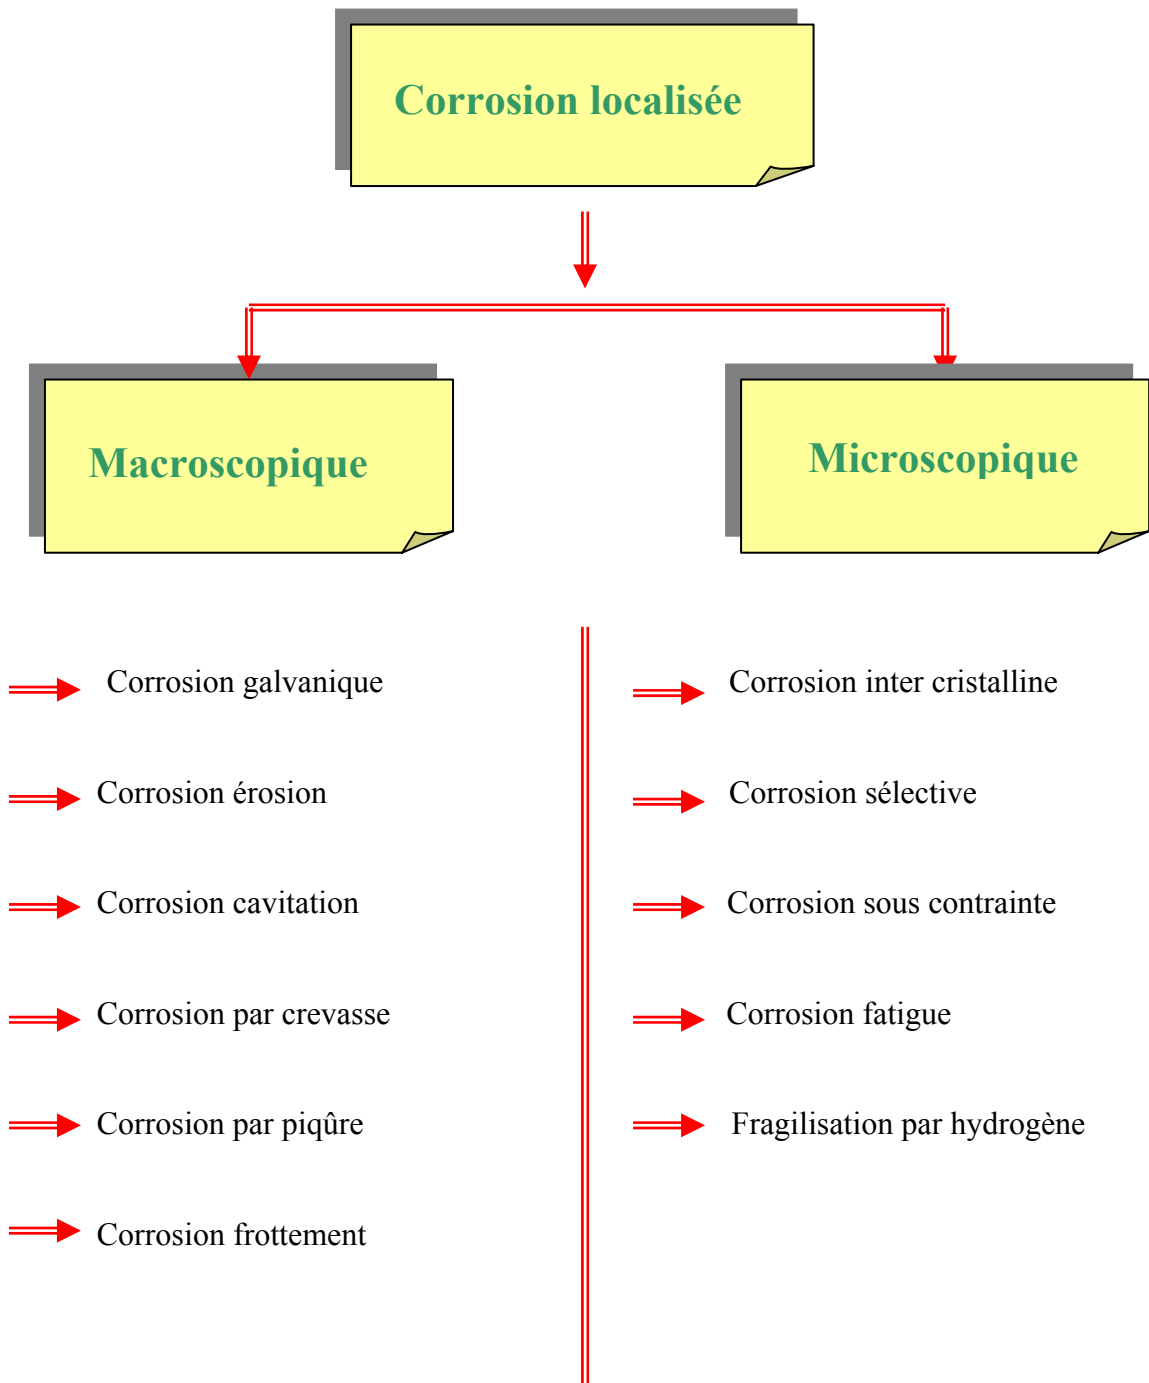 Corrosion localisée
Macroscopique
Microscopique
Corrosion galvanique
Corrosion érosion
Corrosion cavitation
Corrosion par crevasse
Corrosion par piqûre
Corrosion frottement
Corrosion inter cristalline
Corrosion sélective
Corrosion sous contrainte
Corrosion fatigue
Fragilisation par hydrogène